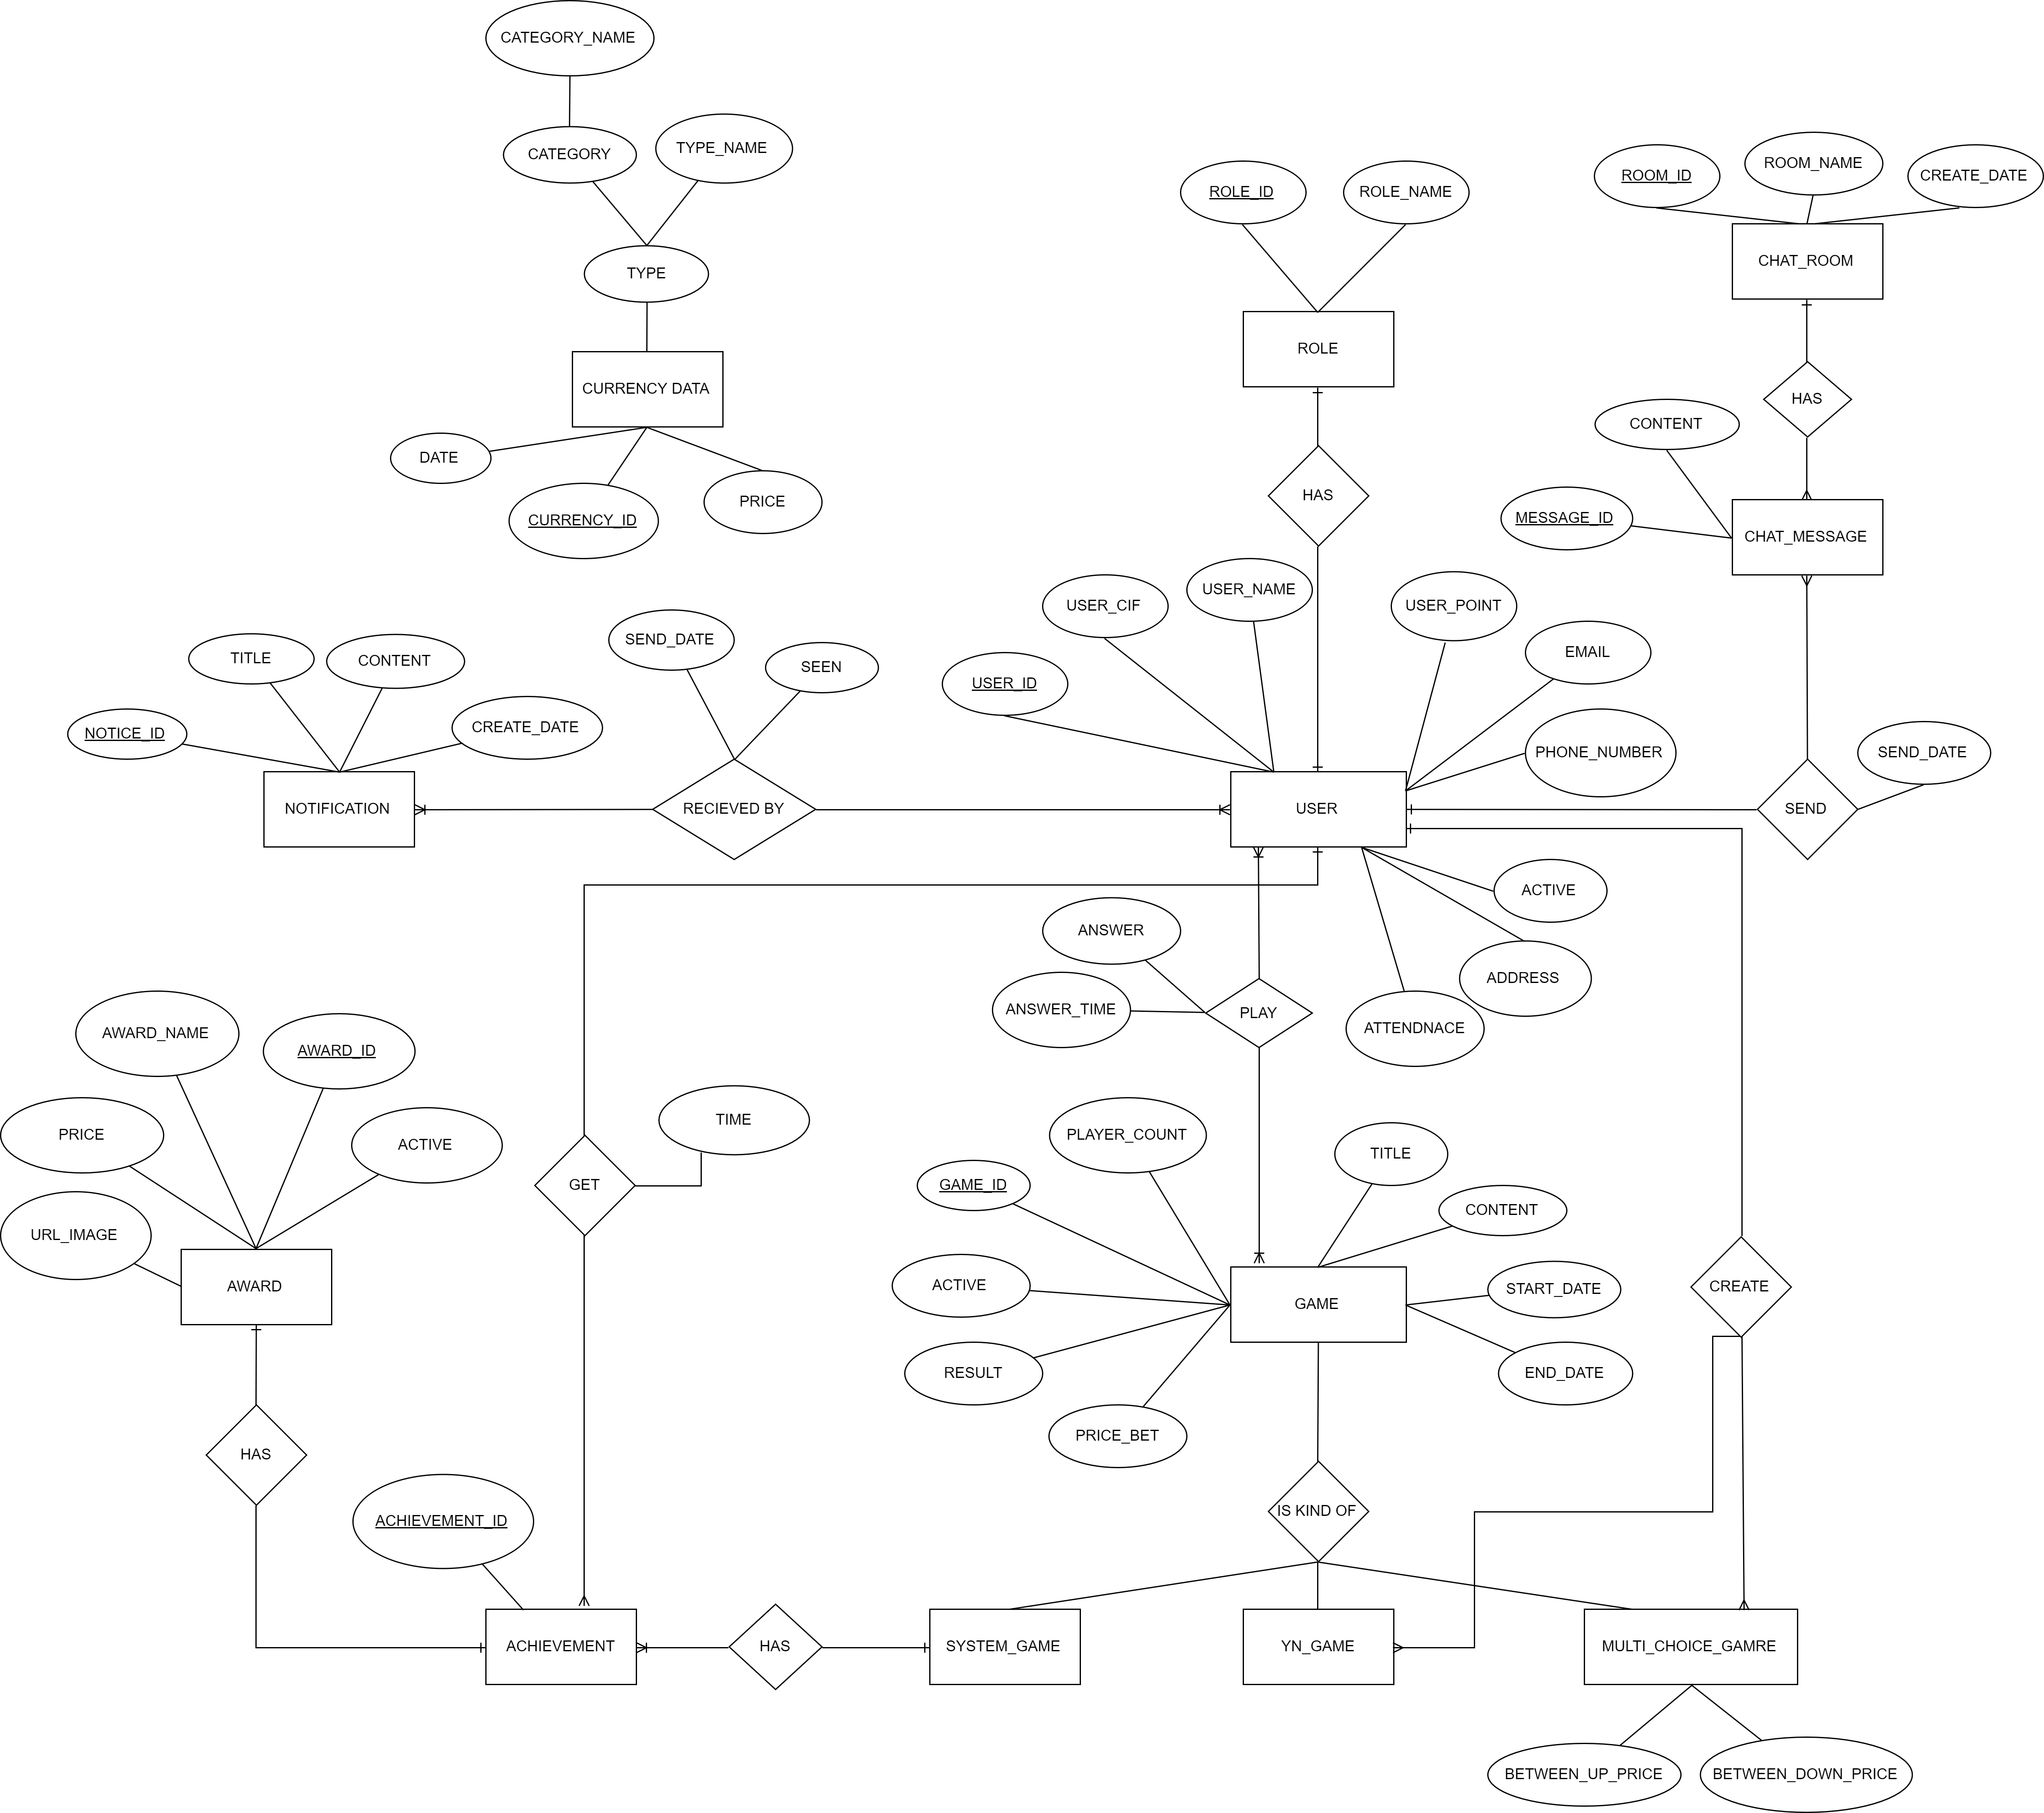 CATEGORY_NAME
CATEGORY
TYPE_NAME
TYPE
CURRENCY DATA
DATE
CURRENCY_ID
PRICE
ROLE_ID
ROLE_NAME
ROLE
HAS
ROOM_ID
ROOM_NAME
CREATE_DATE
CHAT_ROOM
HAS
CONTENT
MESSAGE_ID
CHAT_MESSAGE
SEND_DATE
SEND
NOTICE_ID
TITLE
CONTENT
CREATE_DATE
NOTIFICATION
SEND_DATE
SEEN
RECIEVED BY
USER_ID
USER_CIF
USER_NAME
USER_POINT
EMAIL
PHONE_NUMBER
USER
ACTIVE
ADDRESS
ATTENDNACE
ANSWER
ANSWER_TIME
PLAY
AWARD_NAME
AWARD_ID
PRICE
ACTIVE
URL_IMAGE
AWARD
TIME
GET
PLAYER_COUNT
GAME_ID
ACTIVE
RESULT
PRICE_BET
TITLE
CONTENT
START_DATE
END_DATE
GAME
CREATE
HAS
IS KIND OF
ACHIEVEMENT_ID
ACHIEVEMENT
HAS
SYSTEM_GAME
YN_GAME
MULTI_CHOICE_GAMRE
BETWEEN_UP_PRICE
BETWEEN_DOWN_PRICE